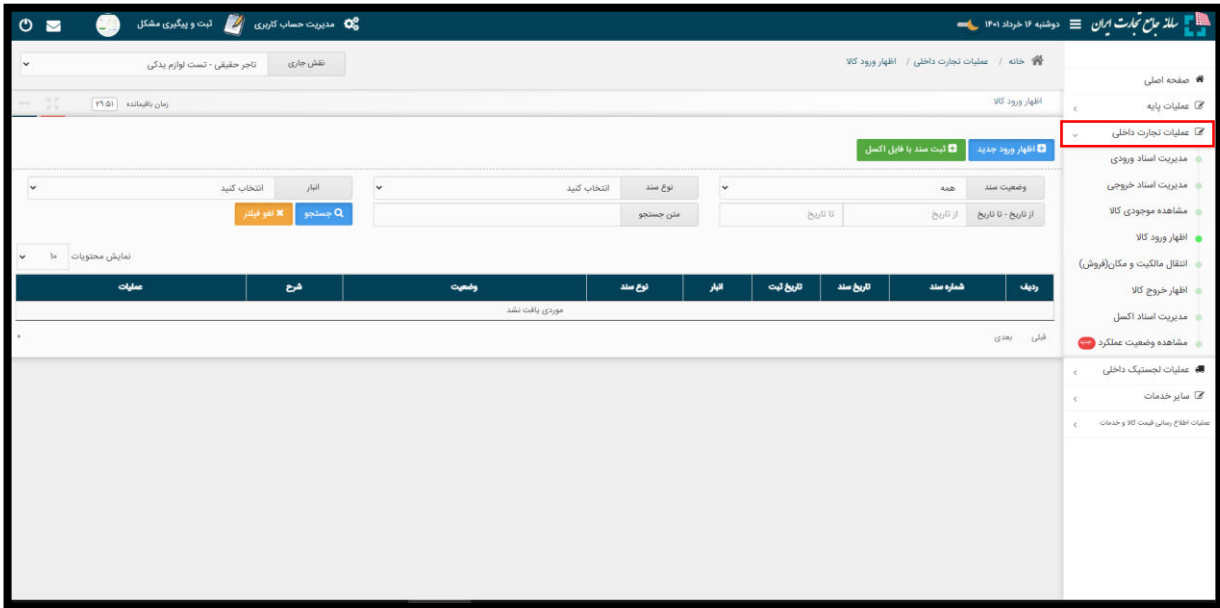 سامانه جامع تجارت ایران
دوشنبه ۱۶ خرداد ۱۴۰۱
مدیریت حساب کاربری
ثبت و پیگیری مشکل
صفحه اصلی
عملیات پایه
عملیات تجارت داخلی
مدیریت اسناد ورودی
مدیریت اسناد خروجی
مشاهده موجودی کالا
اظهار ورود کالا
انتقال مالکیت و مکان(فروش)
اظهار خروج کالا
مدیریت اسناد اکسل
مشاهده وضعیت عملکرد جدید
عملیات لجستیک داخلی
سایر خدمات
عملیات اطلاع رسانی قیمت کالا و خدمات
خانه / عملیات تجارت داخلی / اظهار ورود کالا
نقش جاری تاجر حقیقی - تست لوازم یدکی
اظهار ورود کالا
زمان باقیمانده ۲۹:۵۱
اظهار ورود جدید ثبت سند با فایل اکسل
وضعیت سند همه نوع سند انتخاب کنید انبار انتخاب کنید
از تاریخ - تا تاریخ از تاریخ تا تاریخ متن جستجو جستجو لغو فیلتر
نمایش محتویات ۱۰
ردیف شماره سند تاریخ سند تاریخ ثبت انبار نوع سند وضعیت شرح عملیات
موردی یافت نشد
قبلی بعدی